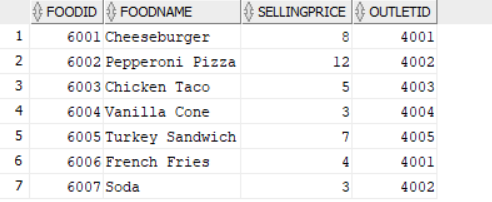 FOODID FOODNAME SELLINGPRICE OUTLETID
1 6001 Cheeseburger 8 4001
2 6002 Pepperoni Pizza 12 4002
3 6003 Chicken Taco 5 4003
4 6004 Vanilla Cone 3 4004
5 6005 Turkey Sandwich 7 4005
6 6006 French Fries 4 4001
7 6007 Soda 3 4002